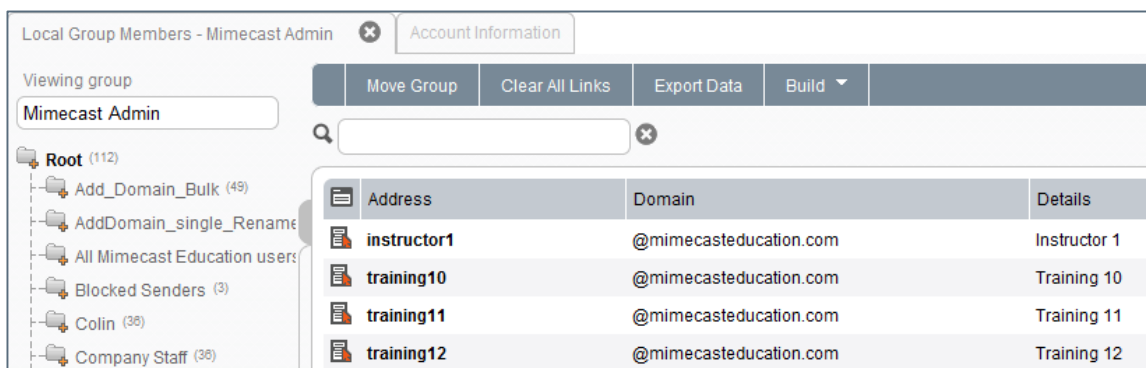 Local Group Members - Mimecast Admin
Account Information
Viewing group
Mimecast Admin
Move Group Clear All Links Export Data Build
Root (112)
Add_Domain_Bulk (49)
AddDomain_single_Rename
All Mimecast Education users
Blocked Senders (3)
Colin (36)
Company Staff (36)
Address Domain Details
instructor1 @mimecasteducation.com Instructor 1
training10 @mimecasteducation.com Training 10
training11 @mimecasteducation.com Training 11
training12 @mimecasteducation.com Training 12